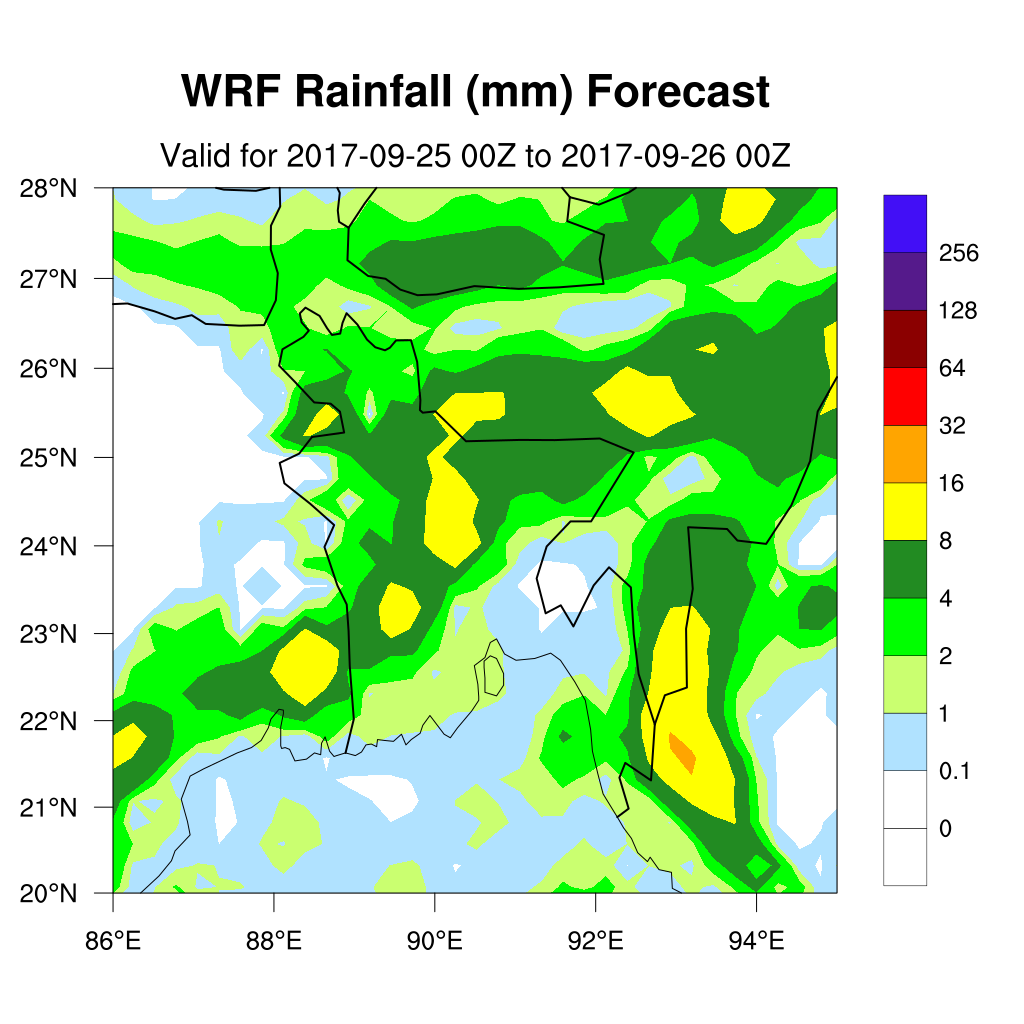 WRF Rainfall (mm) Forecast
Valid for 2017-09-25 00Z to 2017-09-26 00Z
28°N
27°N
26°N
25°N
24°N
23°N
22°N
21°N
20°N
86°E 88°E 90°E 92°E 94°E
256
128
64
32
16
8
4
2
1
0.1
0